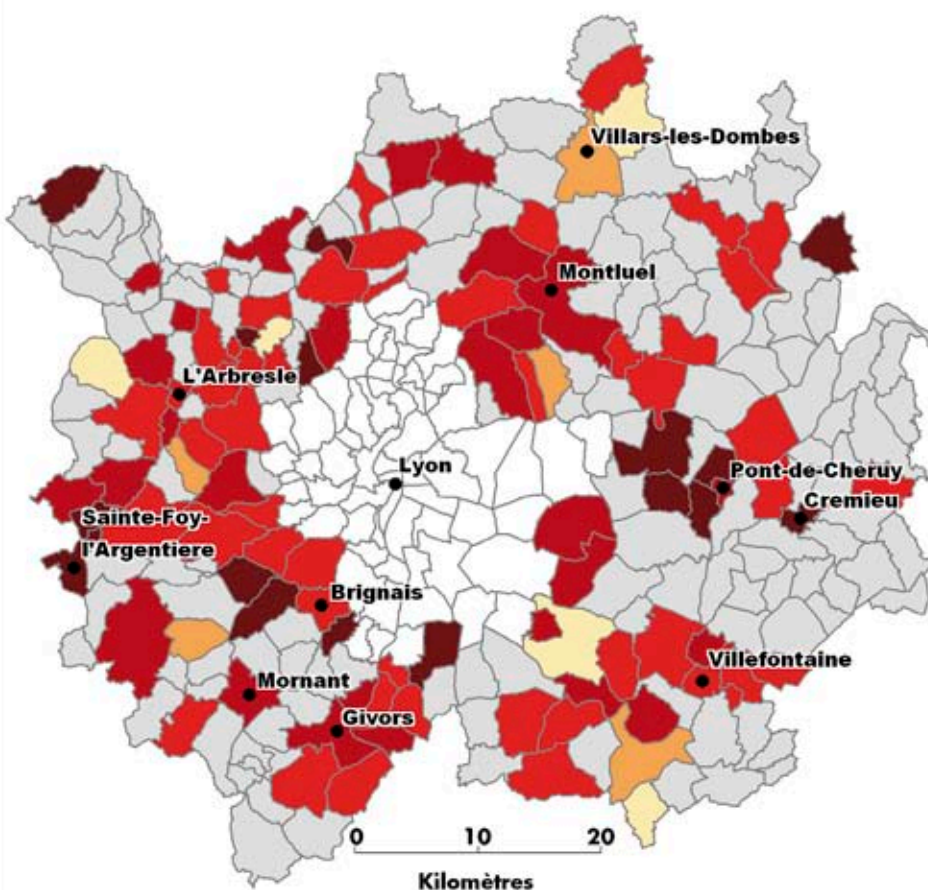 Villars-les-Dombes
Montluel
L'Arbresle
Lyon
Pont-de-Cheruy
Cremieu
Sainte-Foy-
l'Argentiere
Brignais
Villefontaine
Mornant
Givors
0 10 20
Kilomètres